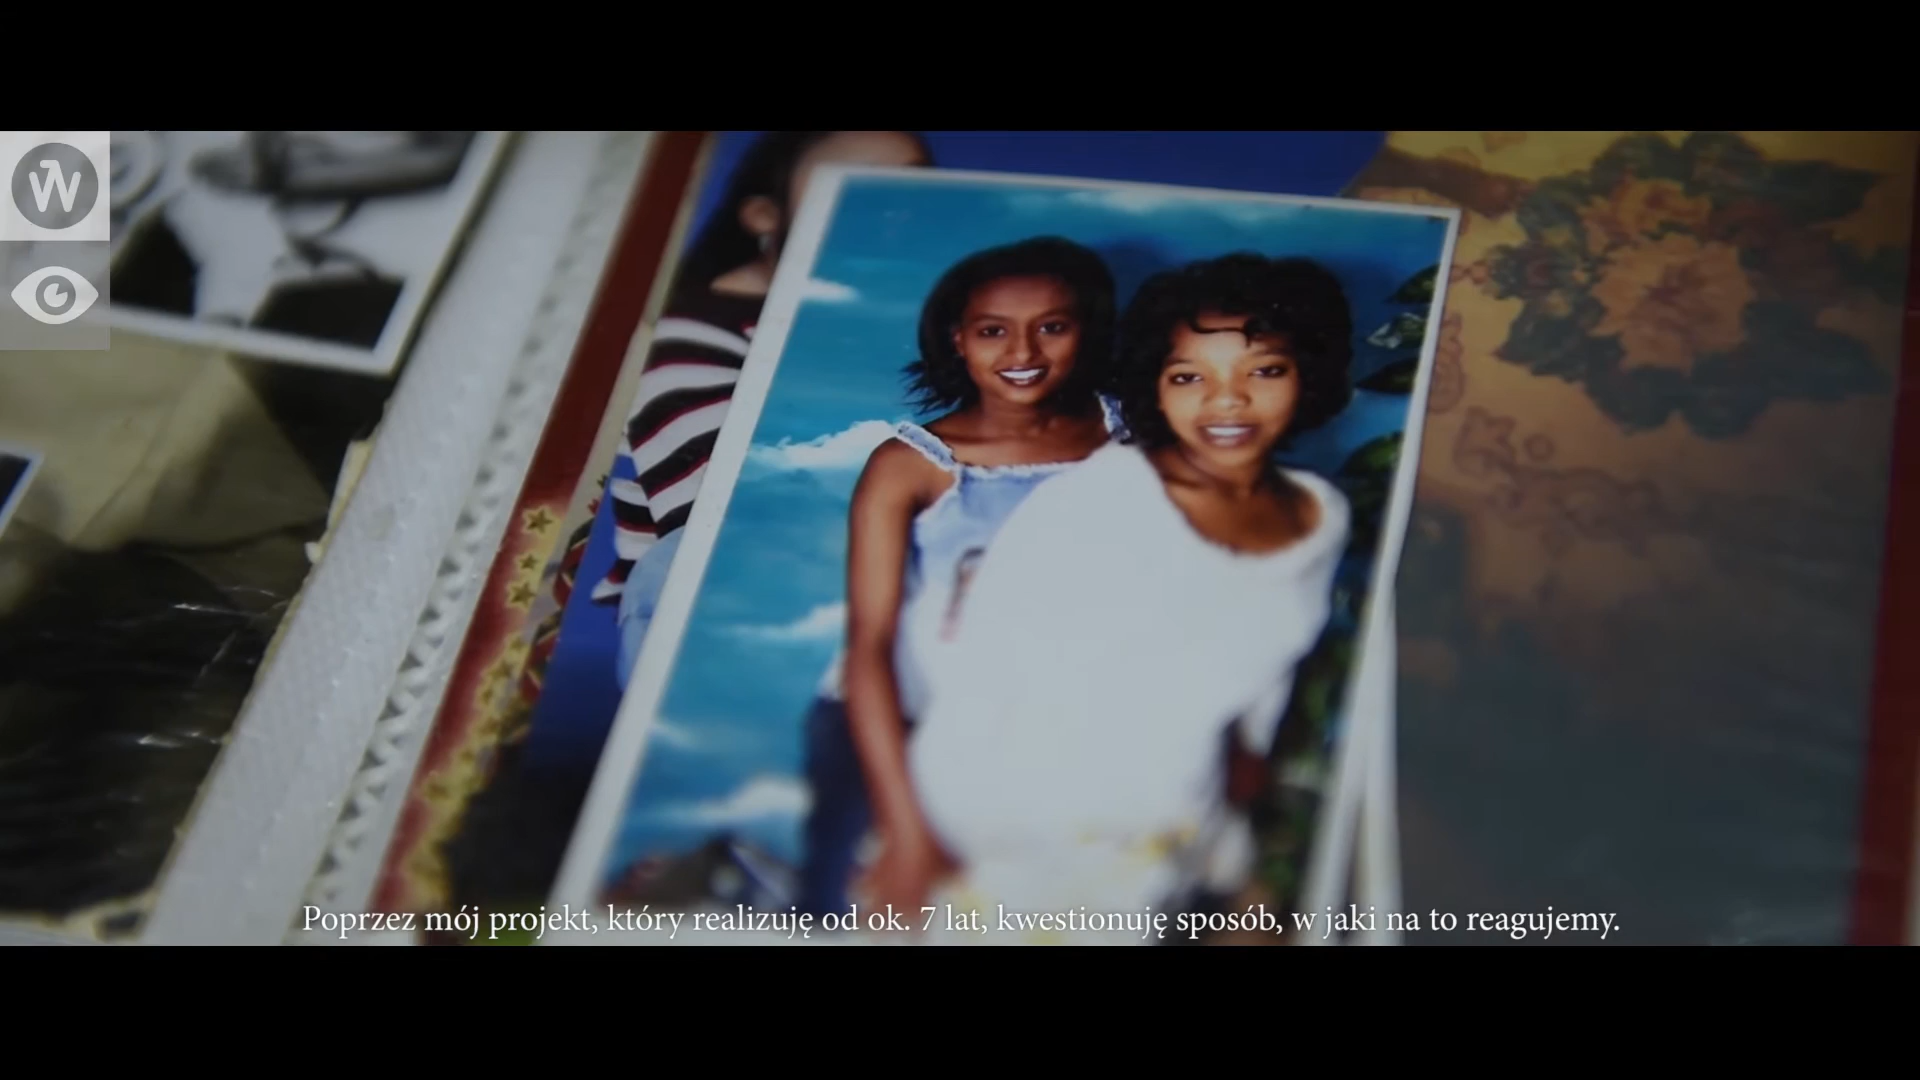 W
Poprzez mój projekt, który realizuję od ok. 7 lat, kwestionuję sposób, w jaki na to reagujemy.